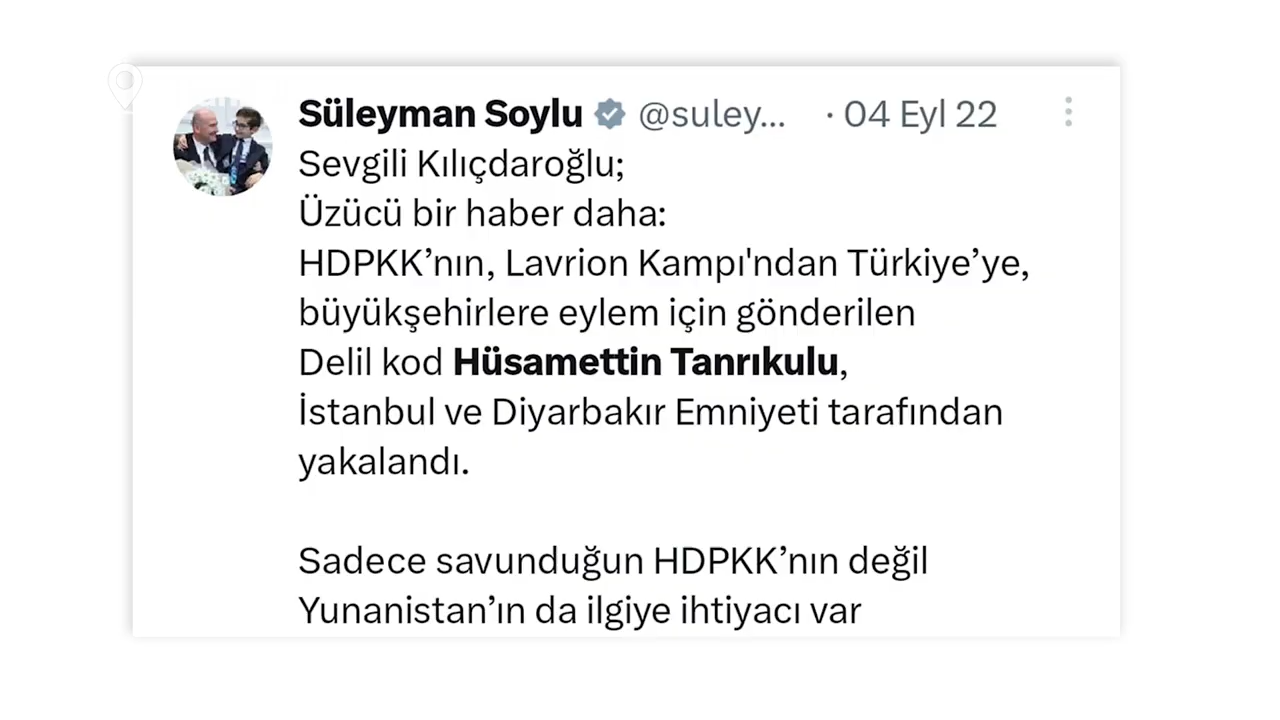 Süleyman Soylu @suley... · 04 Eyl 22
Sevgili Kılıçdaroğlu;
Üzücü bir haber daha:
HDPKK’nın, Lavrion Kampı'ndan Türkiye’ye,
büyükşehirlere eylem için gönderilen
Delil kod Hüsamettin Tanrıkulu,
İstanbul ve Diyarbakır Emniyeti tarafından
yakalandı.
Sadece savunduğun HDPKK’nın değil
Yunanistan’ın da ilgiye ihtiyacı var